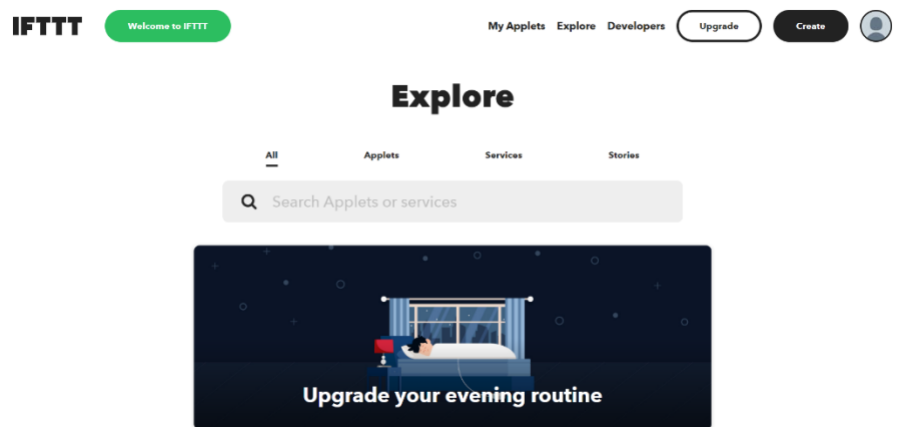 IFTTT Welcome to IFTTT My Applets Explore Developers Upgrade Create
Explore
All Applets Services Stories
Search Applets or services
Upgrade your evening routine